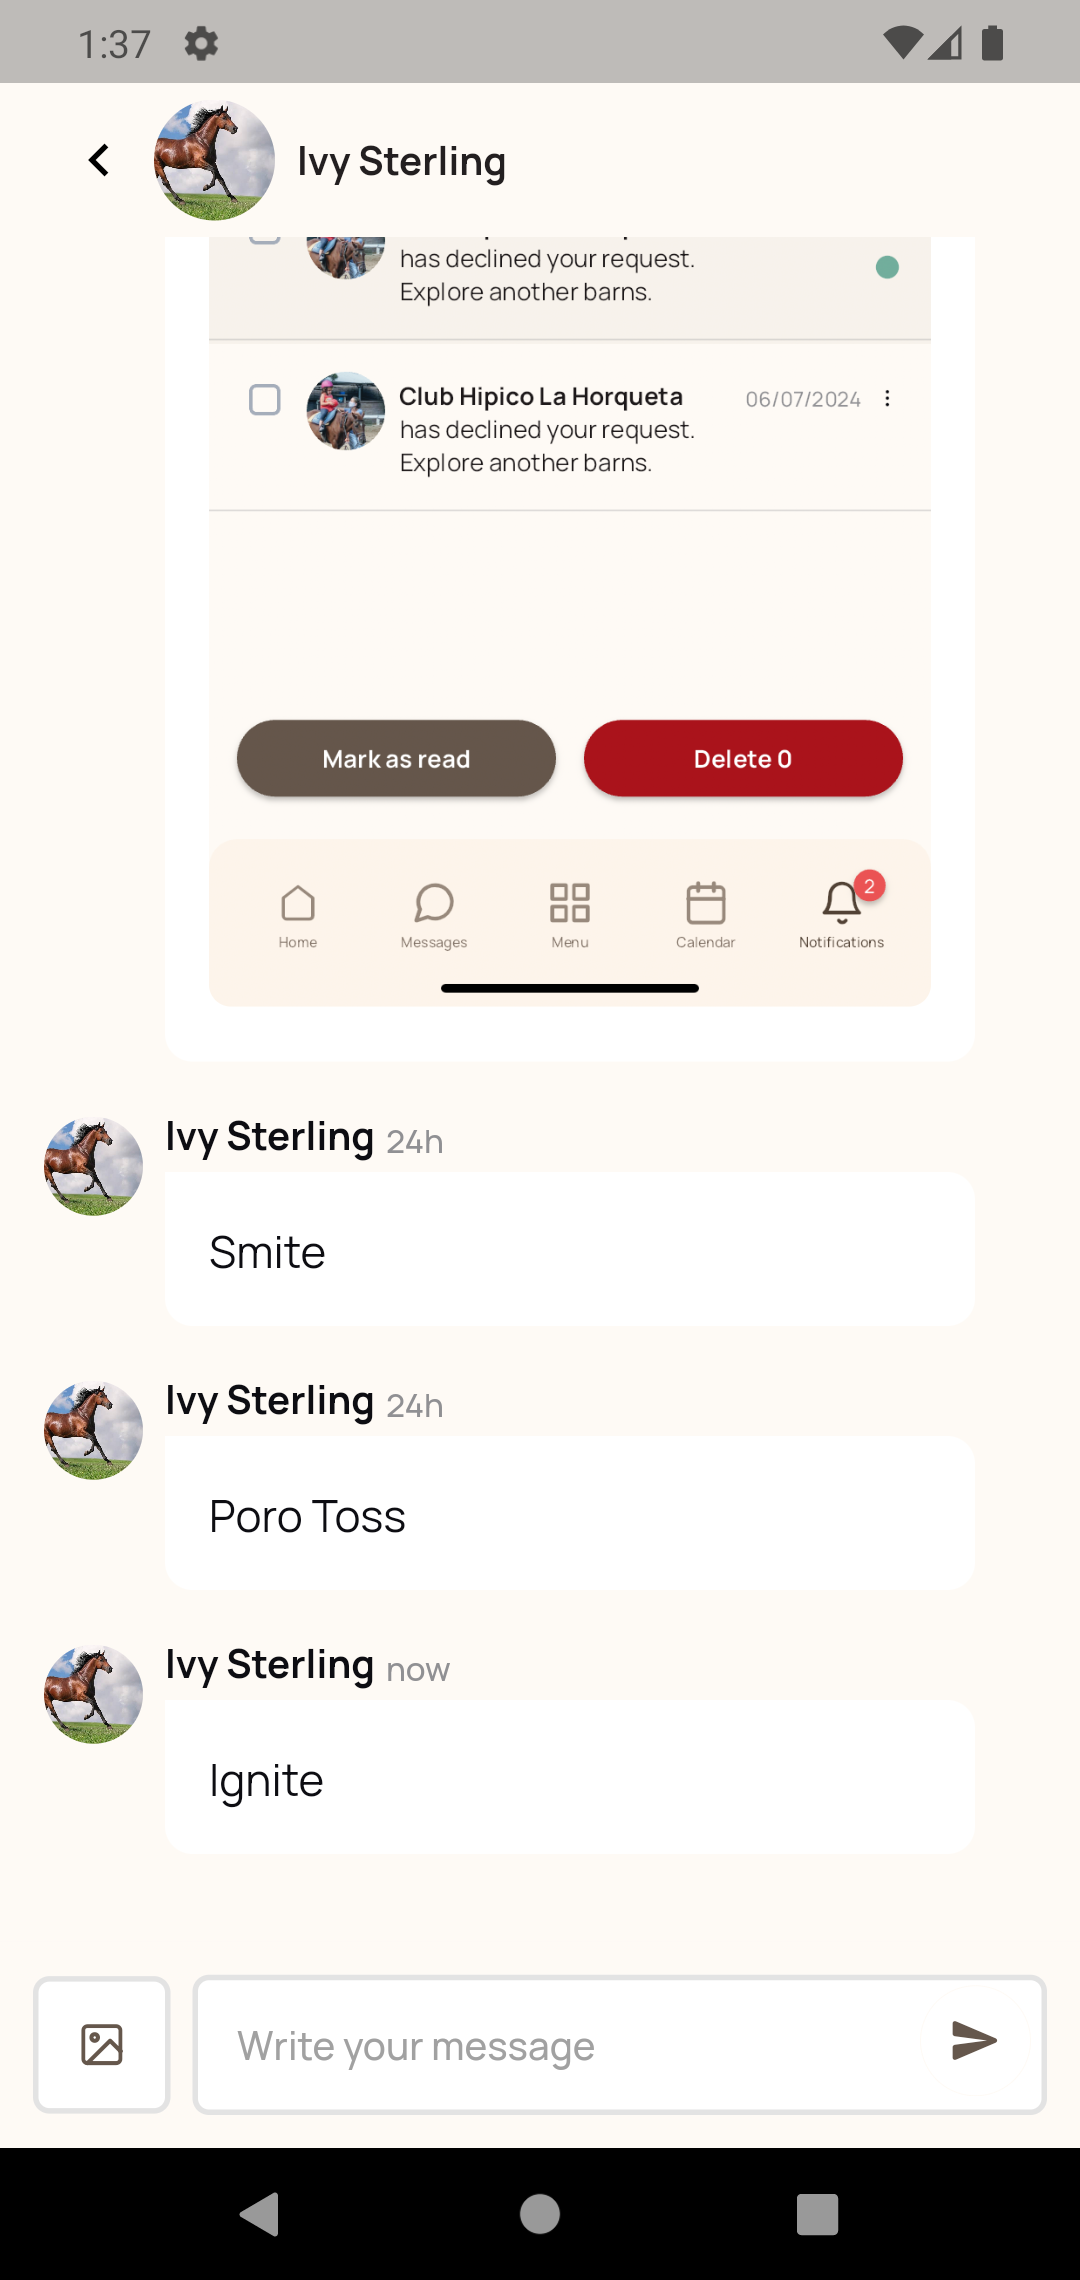 1:37
Ivy Sterling
has declined your request.
Explore another barns.
Club Hipico La Horqueta 06/07/2024
has declined your request.
Explore another barns.
Mark as read Delete 0
2
Home Messages Menu Calendar Notifications
Ivy Sterling 24h
Smite
Ivy Sterling 24h
Poro Toss
Ivy Sterling now
Ignite
Write your message